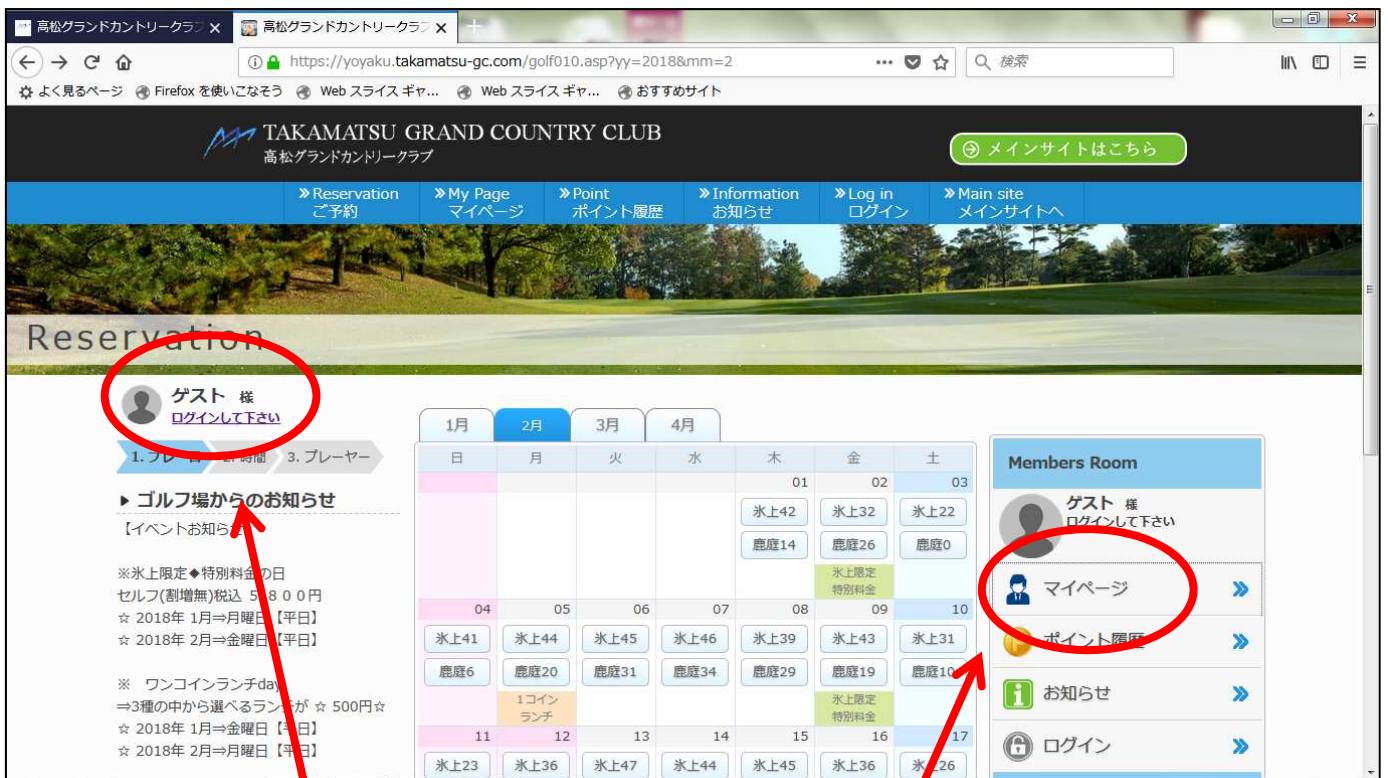 高松グランドカントリークラブ
高松グランドカントリークラブ
https://yoyaku.takamatsu-gc.com/golf010.asp?yy=2018&mm=2
検索
よく見るページ Firefox を使いこなそう Web スライス ギャ... Web スライス ギャ... おすすめサイト
TAKAMATSU GRAND COUNTRY CLUB
高松グランドカントリークラブ
メインサイトはこちら
Reservation My Page Point Information Log in Main site
ご予約 マイページ ポイント履歴 お知らせ ログイン メインサイトへ
Reservation
ゲスト 様
ログインして下さい
1. プレー 2. 時間 3. プレーヤー
▶ ゴルフ場からのお知らせ
【イベントお知らせ
※氷上限定◆特別料金の日
セルフ(割増無)税込 5 8００円
☆ 2018年 1月⇒月曜日【平日】
☆ 2018年 2月⇒金曜日【平日】
※ ワンコインランチday
⇒3種の中から選べるランチが ☆ 500円☆
☆ 2018年 1月⇒金曜日【平日】
☆ 2018年 2月⇒月曜日【平日】
1月 2月 3月 4月
日 月 火 水 木 金 土
01 02 03
氷上42 氷上32 氷上22
鹿庭14 鹿庭26 鹿庭0
氷上限定
特別料金
04 05 06 07 08 09 10
氷上41 氷上44 氷上45 氷上46 氷上39 氷上43 氷上31
鹿庭6 鹿庭20 鹿庭31 鹿庭34 鹿庭29 鹿庭19 鹿庭10
1コイン
ランチ
氷上限定
特別料金
11 12 13 14 15 16 17
氷上23 氷上36 氷上47 氷上44 氷上45 氷上36 氷上26
Members Room
ゲスト 様
ログインして下さい
マイページ
ポイント履歴
お知らせ
ログイン